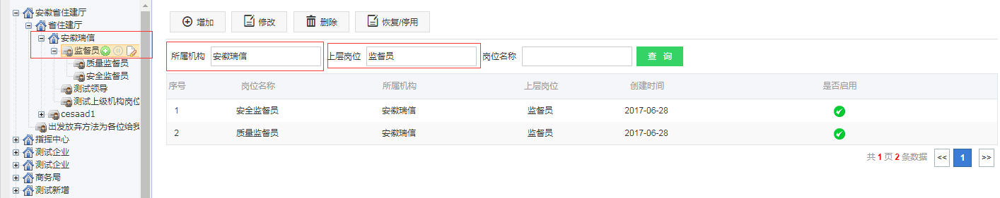 安徽省住建厅
省住建厅
安徽瑞信
监督员
质量监督员
安全监督员
测试领导
测试上级机构岗位
cesaad1
出发放弃方法为各位给我
指挥中心
测试企业
测试企业
商务局
测试新增
增加 修改 删除 恢复/停用
所属机构 安徽瑞信 上层岗位 监督员 岗位名称 查 询
序号 岗位名称 所属机构 上层岗位 创建时间 是否启用
1 安全监督员 安徽瑞信 监督员 2017-06-28
2 质量监督员 安徽瑞信 监督员 2017-06-28
共 1 页 2 条数据 << 1 >>